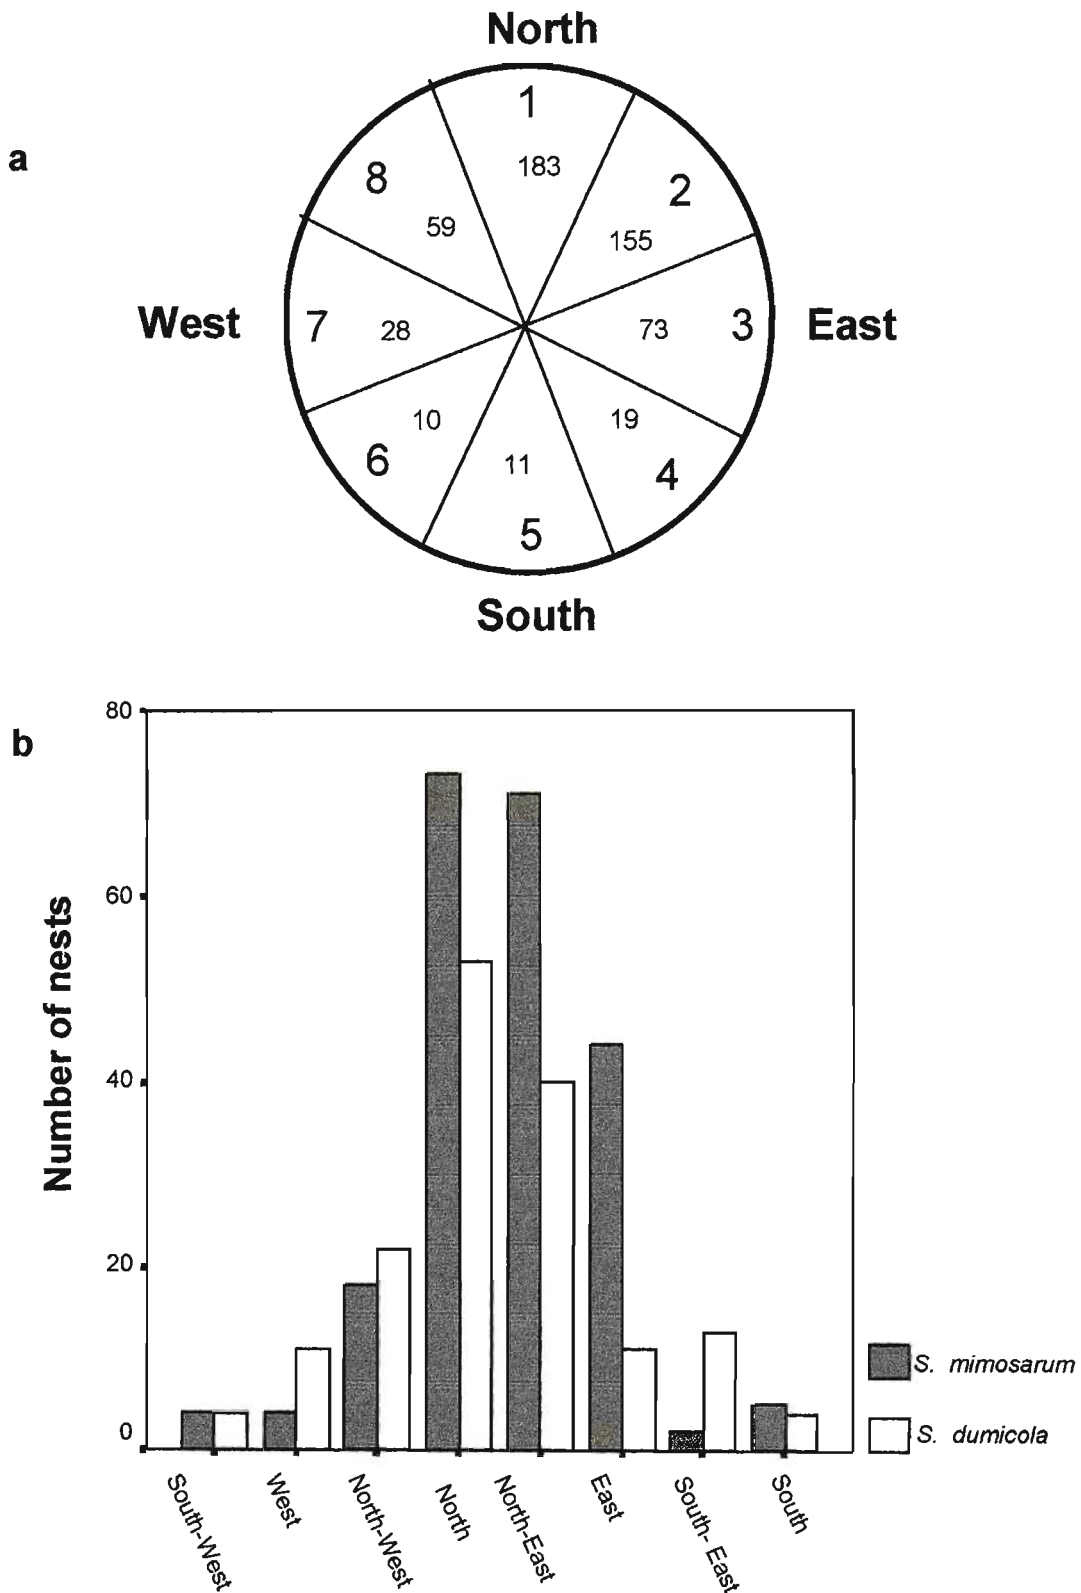 North
a
1
183
8
59
2
155
West
7
28
73
3
East
10
6
19
4
11
5
South
b
80
60
40
20
0
Number of nests
South-West
West
North-West
North
North-East
East
South- East
South
S. mimosarum
S. dumicola